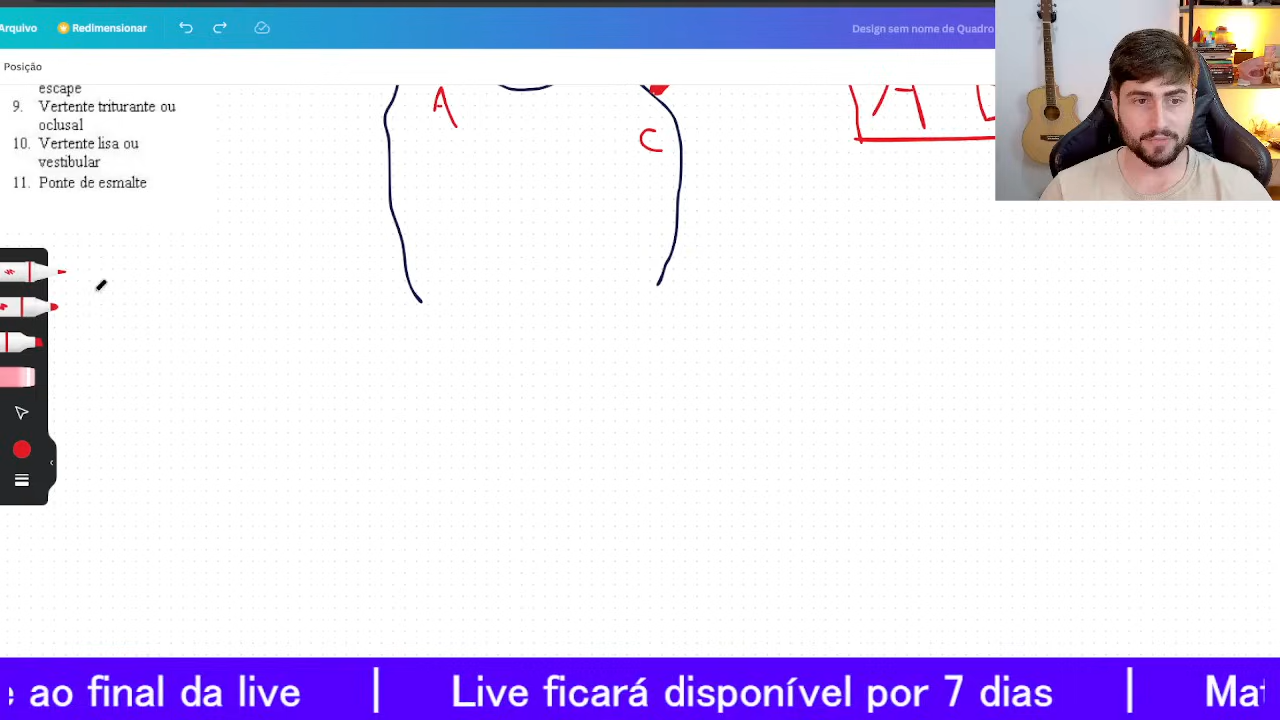 Arquivo
Redimensionar
Design sem nome de Quadro
Posição
escape
9. Vertente triturante ou
oclusal
10. Vertente lisa ou
vestibular
11. Ponte de esmalte
A
C
ao final da live | Live ficará disponível por 7 dias |